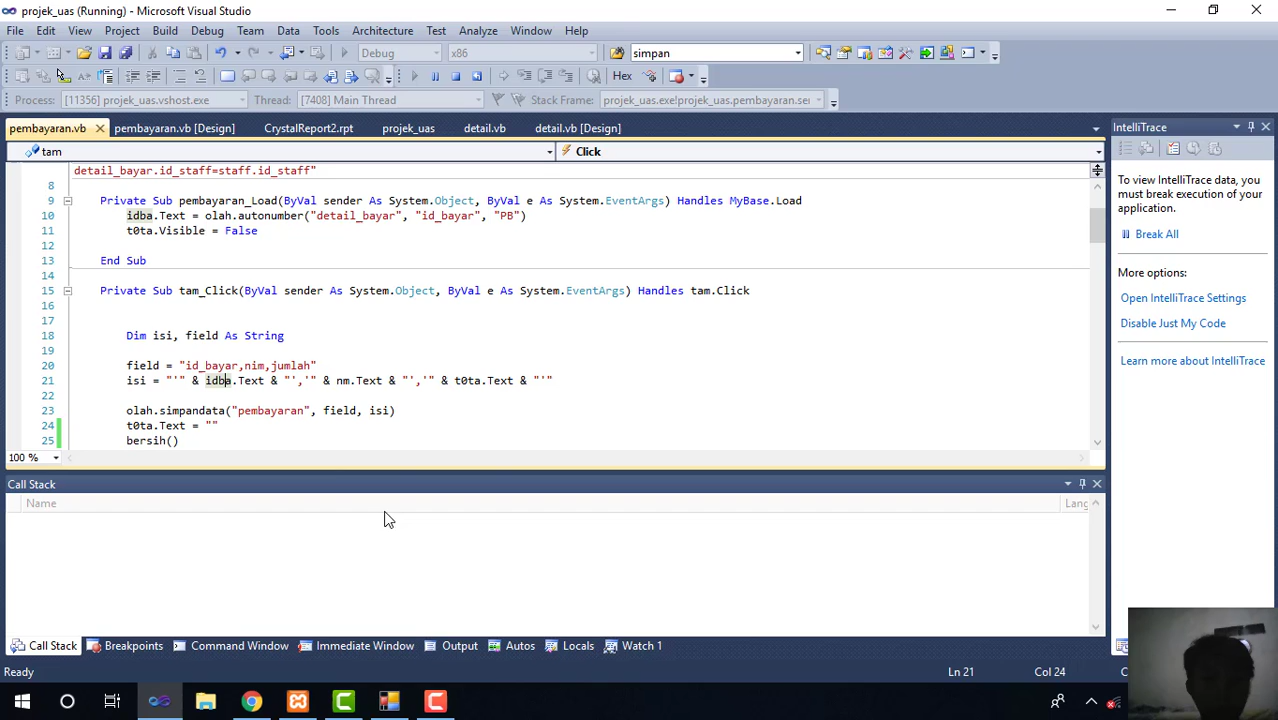 projek_uas (Running) - Microsoft Visual Studio
File Edit View Project Build Debug Team Data Tools Architecture Test Analyze Window Help
Debug x86 simpan
Hex
Process: [11356] projek_uas.vshost.exe Thread: [7408] Main Thread Stack Frame: projek_uas.exe!projek_uas.pembayaran.ser
pembayaran.vb pembayaran.vb [Design] CrystalReport2.rpt projek_uas detail.vb detail.vb [Design]
tam Click
detail_bayar.id_staff=staff.id_staff"
8
9 Private Sub pembayaran_Load(ByVal sender As System.Object, ByVal e As System.EventArgs) Handles MyBase.Load
10 idba.Text = olah.autonumber("detail_bayar", "id_bayar", "PB")
11 t0ta.Visible = False
12
13 End Sub
14
15 Private Sub tam_Click(ByVal sender As System.Object, ByVal e As System.EventArgs) Handles tam.Click
16
17
18 Dim isi, field As String
19
20 field = "id_bayar,nim,jumlah"
21 isi = "'" & idba.Text & "','" & nm.Text & "','" & t0ta.Text & "'"
22
23 olah.simpandata("pembayaran", field, isi)
24 t0ta.Text = ""
25 bersih()
100 %
Call Stack
Name Lang
Call Stack Breakpoints Command Window Immediate Window Output Autos Locals Watch 1
Ready Ln 21 Col 24
IntelliTrace
To view IntelliTrace data, you
must break execution of your
application.
Break All
More options:
Open IntelliTrace Settings
Disable Just My Code
Learn more about IntelliTrace